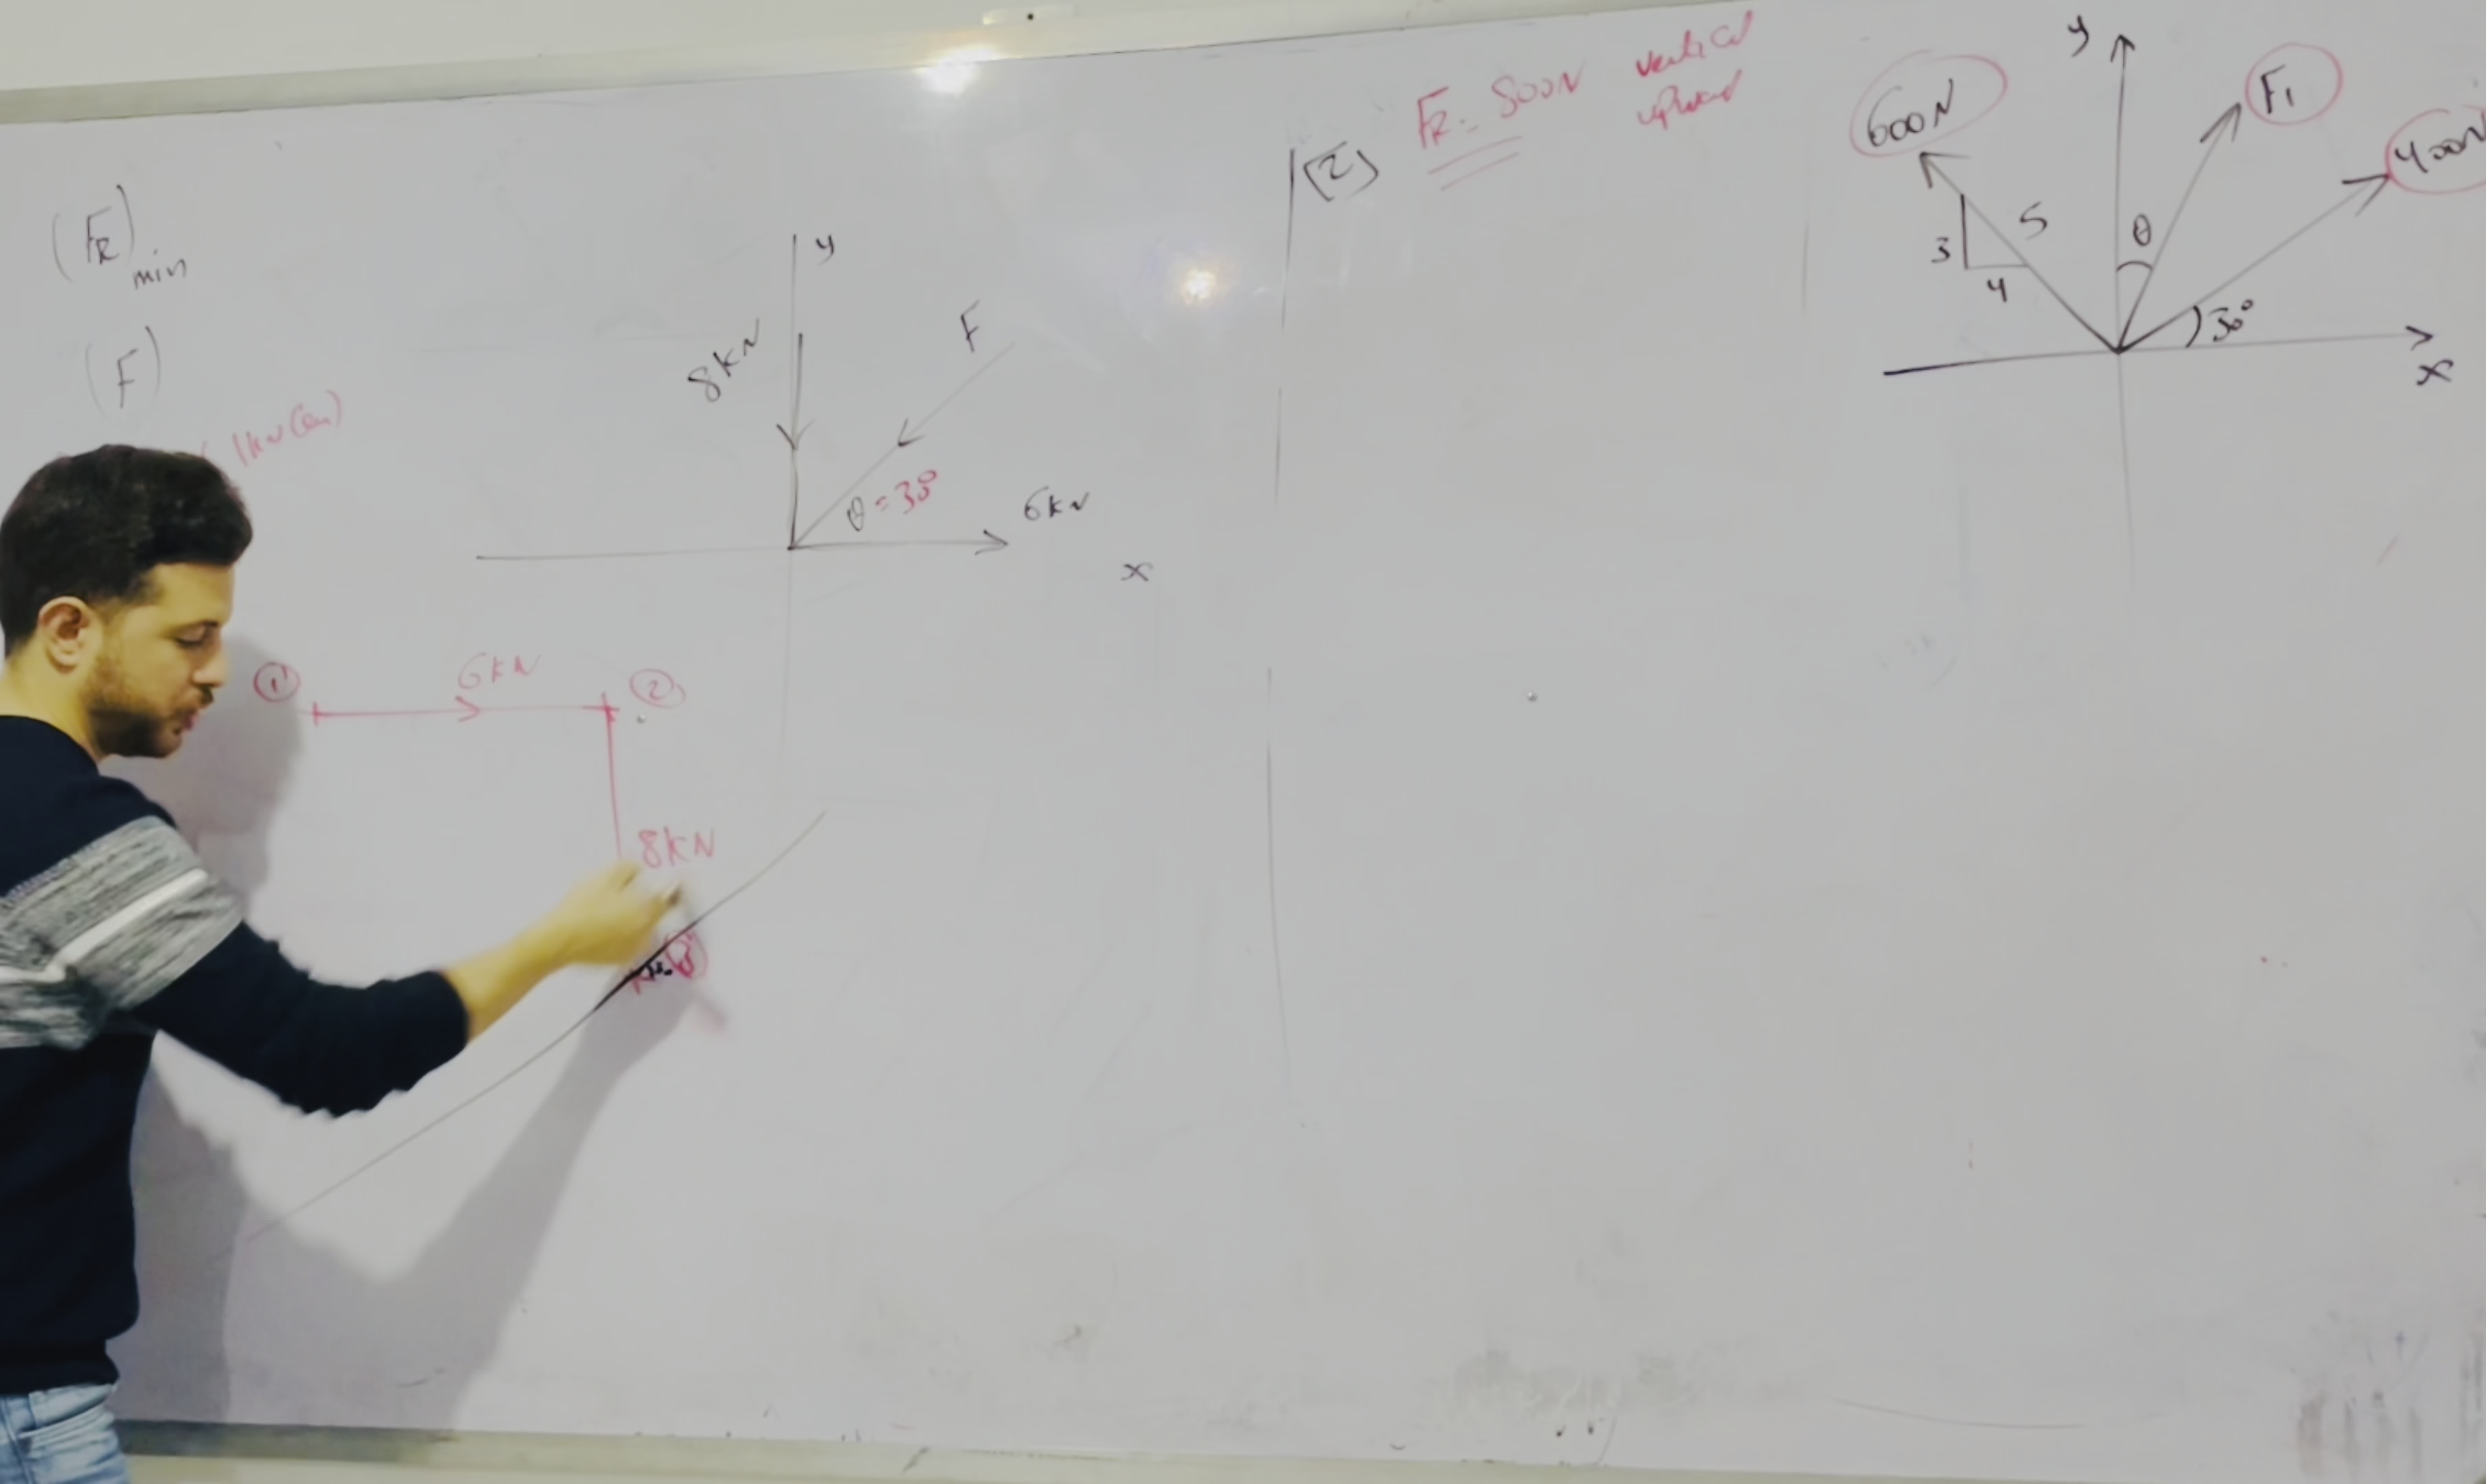 (FR)min
(F)
1kN
8kN
y
F
θ=30°
6kN
x
1
6kN
2
8kN
[2]
FR=
vertical
upward
600N
y
F1
400N
5
3
4
θ
30°
x